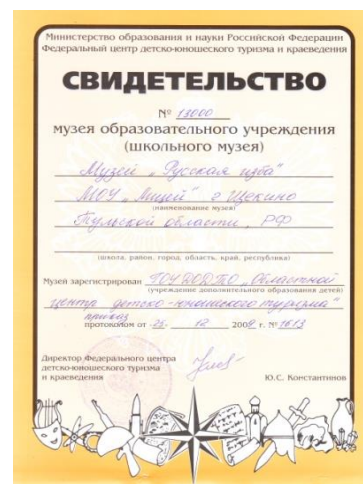 Министерство образования и науки Российской Федерации
Федеральный центр детско-юношеского туризма и краеведения
СВИДЕТЕЛЬСТВО
№ 13000
музея образовательного учреждения
(школьного музея)
Музей „Русская изба"
МОУ „Лицей" г Щекино
(наименование музея)
Тульской области, РФ
(школа, район, город, область, край, республика)
Музей зарегистрирован ГОУ ДОД ТО „Областной
(учреждение дополнительного образования детей)
центр детско-юношеского туризма"
приказ
протоколом от «25» 12 2009 г. № 1613
Директор Федерального центра
детско-юношеского туризма
и краеведения
Ю.С. Константинов